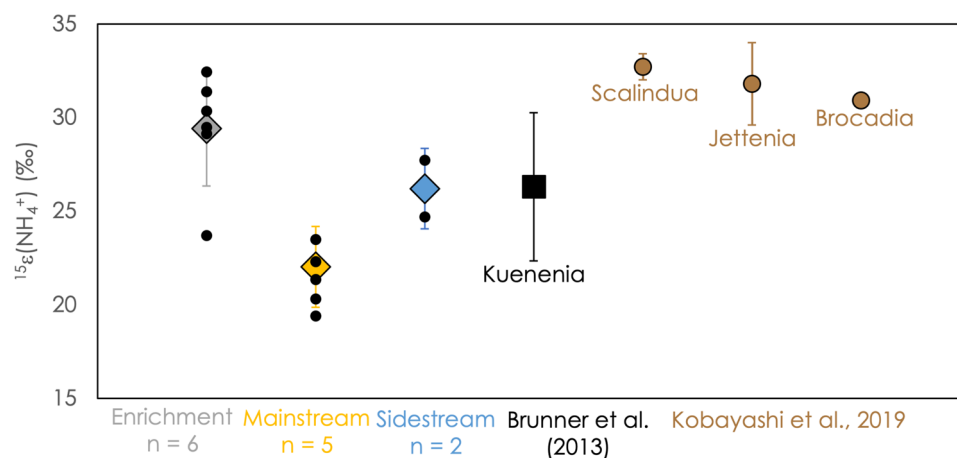 35
30
25
20
15
¹⁵ε(NH₄⁺) (‰)
Scalindua
Jettenia
Brocadia
Kuenenia
Enrichment
n = 6
Mainstream
n = 5
Sidestream
n = 2
Brunner et al.
(2013)
Kobayashi et al., 2019